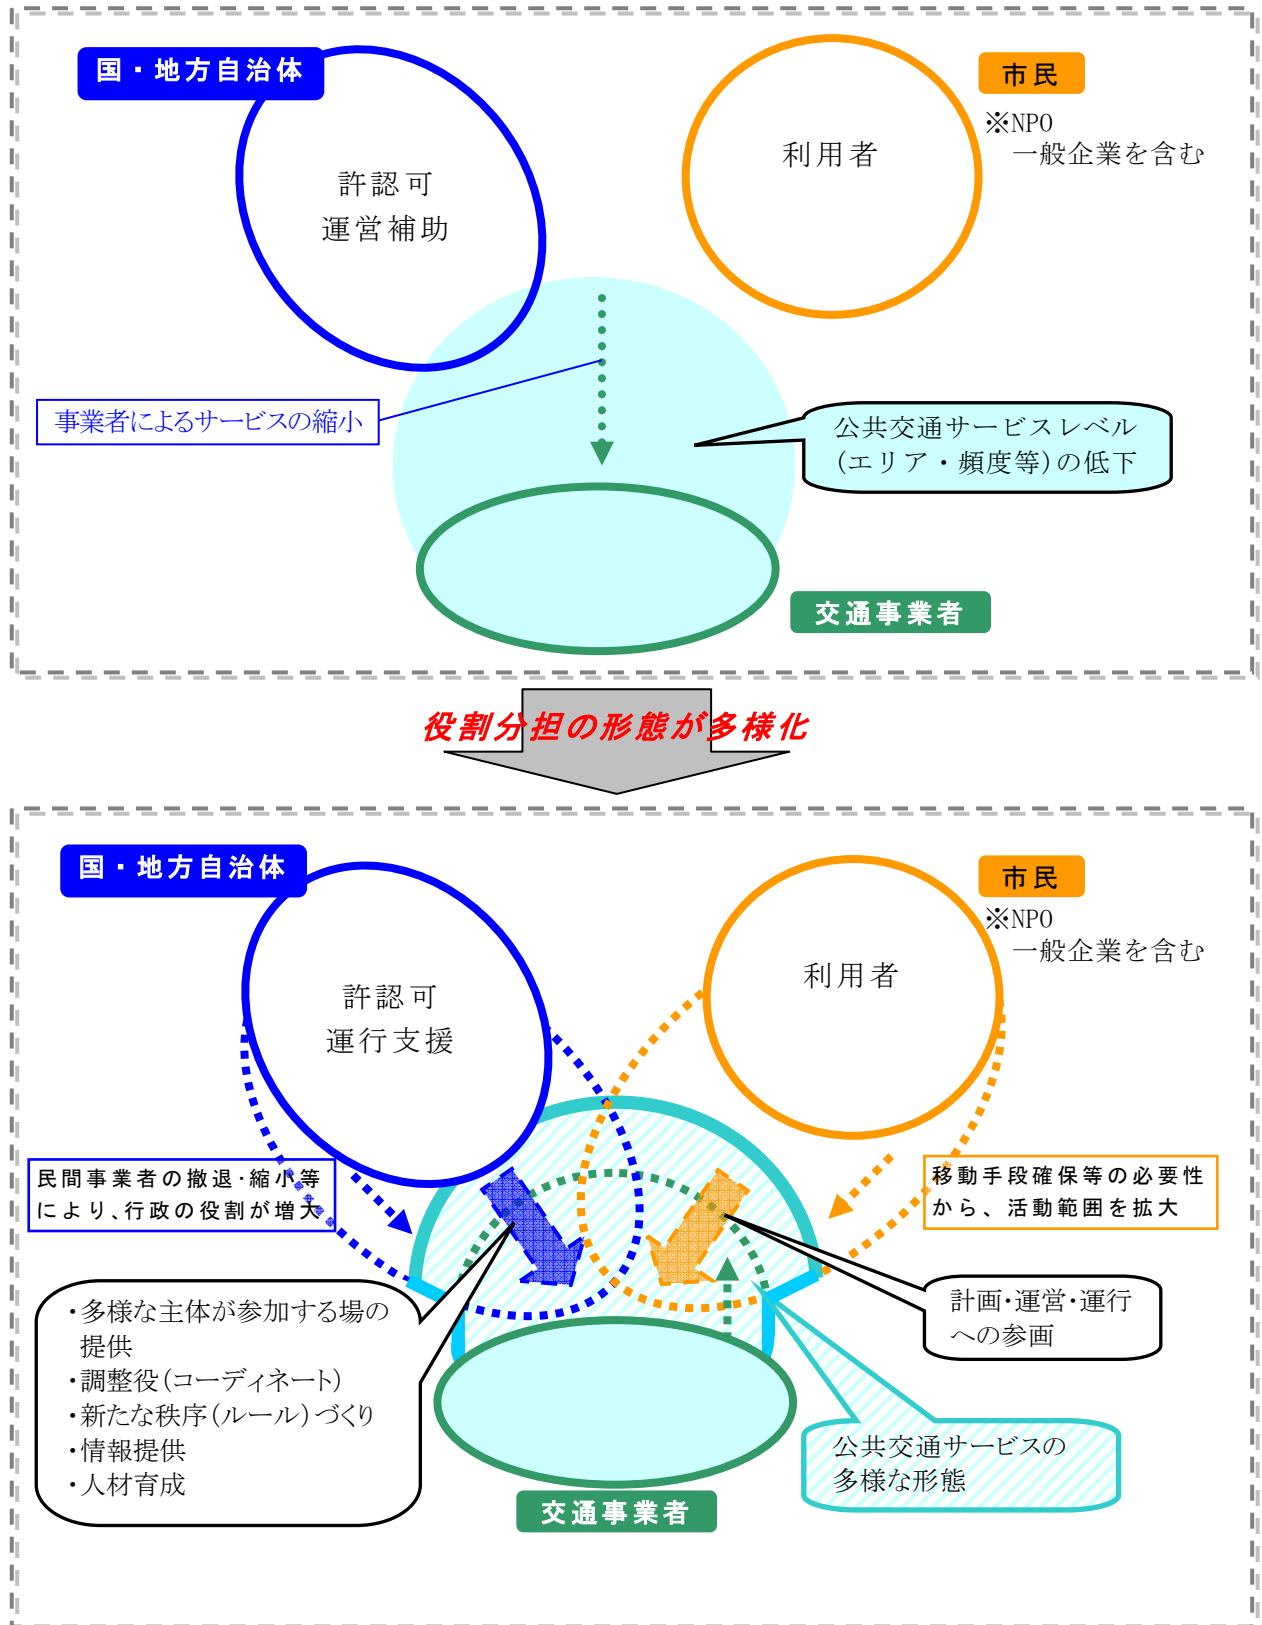 国・地方自治体
市民
※NPO
一般企業を含む
利用者
許認可
運営補助
事業者によるサービスの縮小
公共交通サービスレベル
(エリア・頻度等)の低下
交通事業者
役割分担の形態が多様化
国・地方自治体
市民
※NPO
一般企業を含む
利用者
許認可
運行支援
民間事業者の撤退・縮小等
により、行政の役割が増大
移動手段確保等の必要性
から、活動範囲を拡大
・多様な主体が参加する場の
提供
・調整役(コーディネート)
・新たな秩序(ルール)づくり
・情報提供
・人材育成
計画・運営・運行
への参画
公共交通サービスの
多様な形態
交通事業者